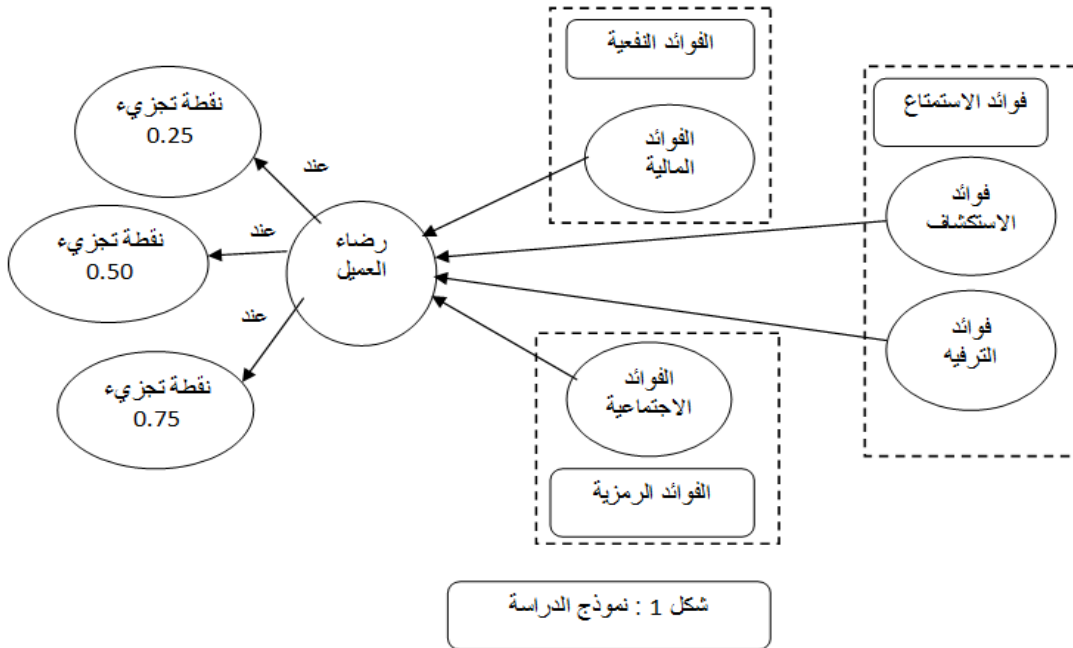 الفوائد النفعية
الفوائد
المالية
فوائد الاستمتاع
فوائد
الاستكشاف
فوائد
الترفيه
نقطة تجزيء
0.25
عند
نقطة تجزيء
0.50
عند
رضاء
العميل
عند
نقطة تجزيء
0.75
الفوائد
الاجتماعية
الفوائد الرمزية
شكل 1 : نموذج الدراسة